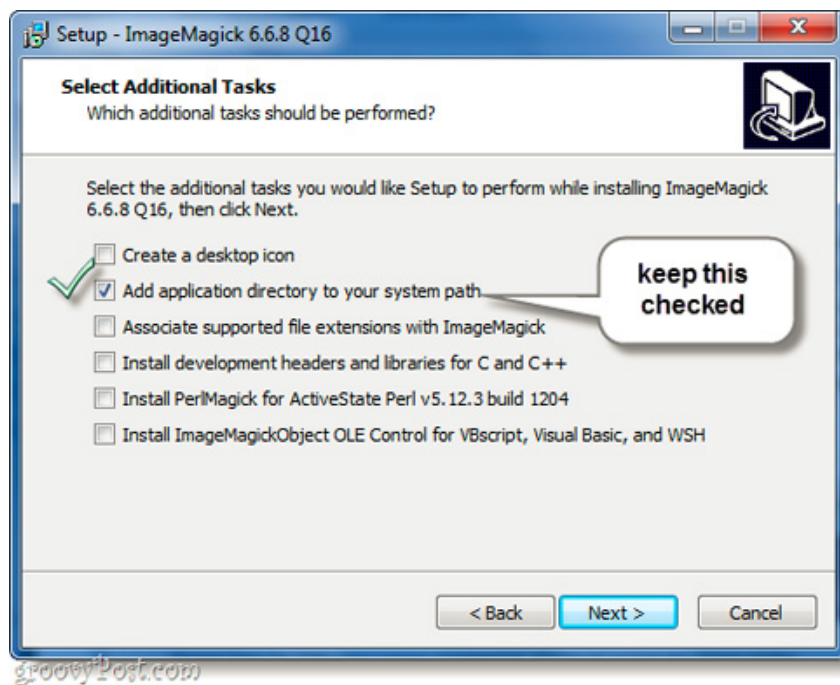 Setup - ImageMagick 6.6.8 Q16
Select Additional Tasks
Which additional tasks should be performed?
Select the additional tasks you would like Setup to perform while installing ImageMagick
6.6.8 Q16, then click Next.
Create a desktop icon
Add application directory to your system path
keep this
checked
Associate supported file extensions with ImageMagick
Install development headers and libraries for C and C++
Install PerlMagick for ActiveState Perl v5.12.3 build 1204
Install ImageMagickObject OLE Control for VBscript, Visual Basic, and WSH
< Back Next > Cancel
groovyPost.com